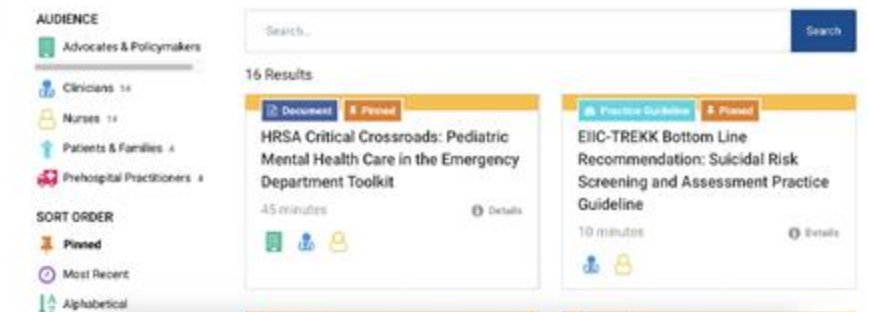 AUDIENCE
Advocates & Policymakers
Clinicians 14
Nurses 14
Patients & Families 4
Prehospital Practitioners 4
SORT ORDER
Pinned
Most Recent
Alphabetical
Search...
Search
16 Results
Document
Pinned
HRSA Critical Crossroads: Pediatric
Mental Health Care in the Emergency
Department Toolkit
45 minutes
Details
Practice Guideline
Pinned
EIIC-TREKK Bottom Line
Recommendation: Suicidal Risk
Screening and Assessment Practice
Guideline
10 minutes
Details